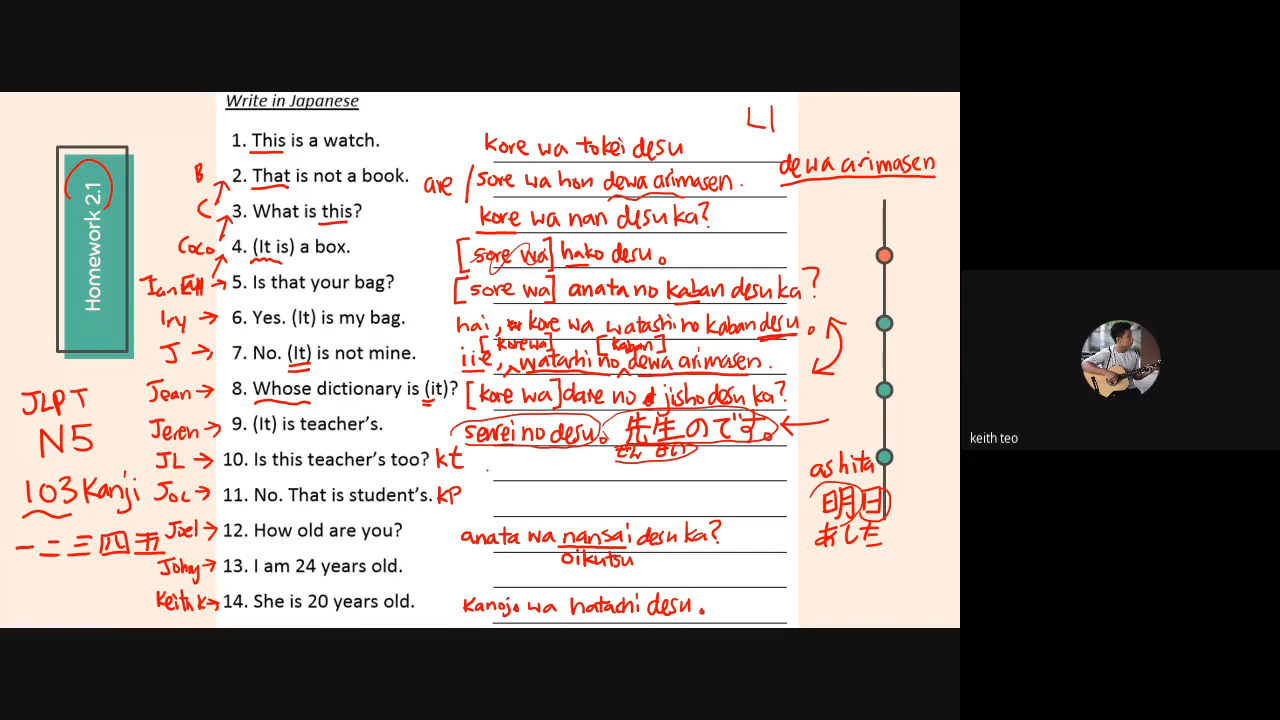 Write in Japanese
L1
Homework 2.1
1. This is a watch. kore wa tokei desu
dewa arimasen
B
2. That is not a book. are / sore wa hon dewa arimasen.
C
3. What is this? kore wa nan desu ka?
Coco
4. (It is) a box. [sore wa] hako desu.
Ian
5. Is that your bag? [sore wa] anata no kaban desu ka?
Iry → 6. Yes. (It) is my bag. hai, kore wa watashi no kaban desu.
[kore wa] [kaban]
J → 7. No. (It) is not mine. iie, watashi no dewa arimasen.
Jean → 8. Whose dictionary is (it)? [kore wa] dare no jisho desu ka?
JLPT
N5
Jeren → 9. (It) is teacher's. sensei no desu. 先生のです。
せん せい
JL → 10. Is this teacher's too? kt
ashita
103 Kanji
Joc → 11. No. That is student's. kp
明日
あした
一 二 三 四 五
Joel → 12. How old are you? anata wa nansai desu ka?
oikutsu
Johny → 13. I am 24 years old.
Keith K → 14. She is 20 years old. Kanojo wa hatachi desu.
keith teo